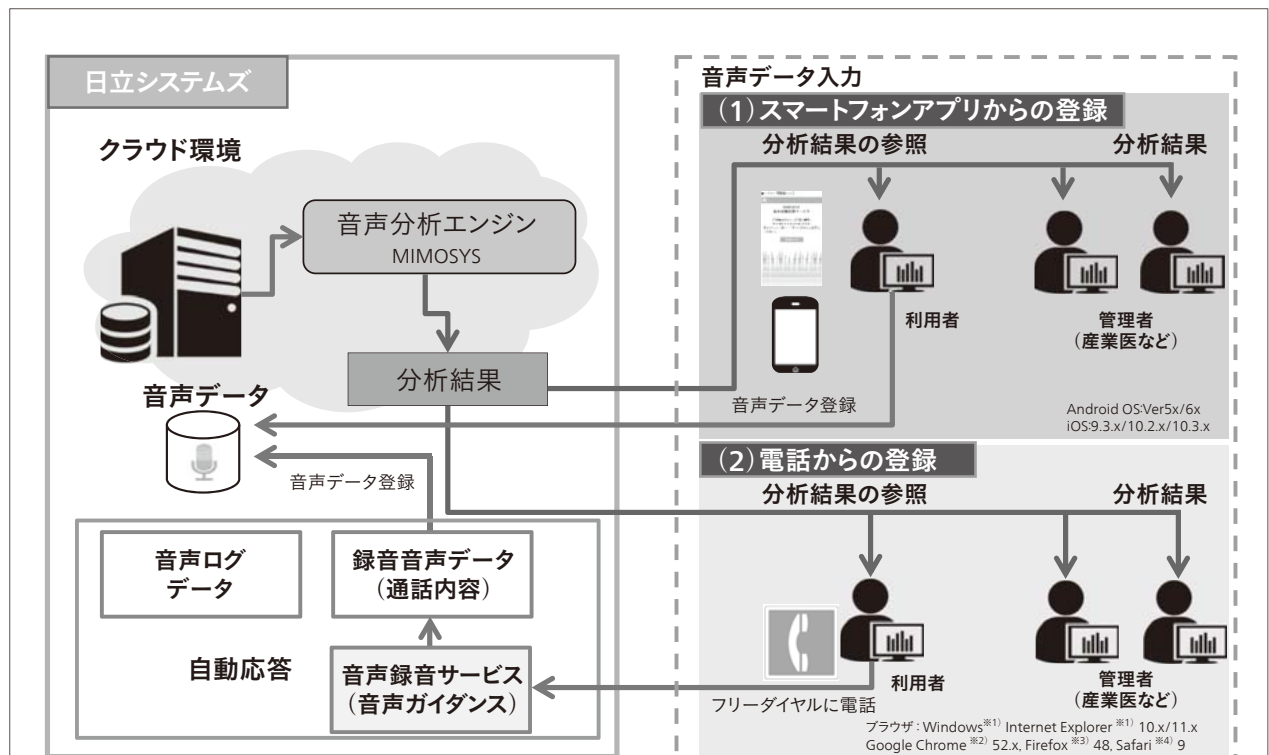 日立システムズ
クラウド環境
音声分析エンジン
MIMOSYS
分析結果
音声データ
音声データ登録
音声ログ
データ
録音音声データ
(通話内容)
自動応答
音声録音サービス
(音声ガイダンス)
音声データ入力
(1)スマートフォンアプリからの登録
分析結果の参照
分析結果
利用者
管理者
(産業医など)
音声データ登録
Android OS:Ver5x/6x
iOS:9.3.x/10.2.x/10.3.x
(2)電話からの登録
分析結果の参照
分析結果
利用者
管理者
(産業医など)
フリーダイヤルに電話
ブラウザ:Windows※1) Internet Explorer ※1) 10.x/11.x
Google Chrome ※2) 52.x, Firefox ※3) 48, Safari ※4) 9